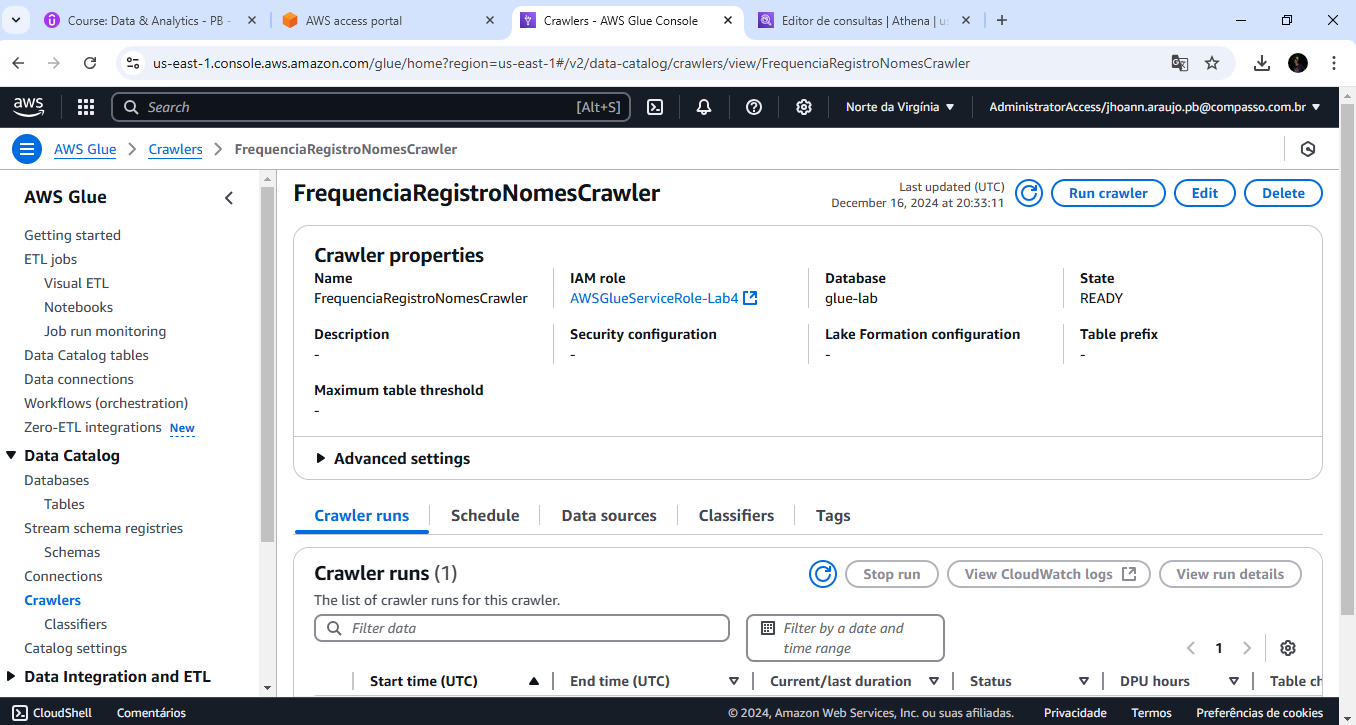 Course: Data & Analytics - PB -
AWS access portal
Crawlers - AWS Glue Console
Editor de consultas | Athena | us
us-east-1.console.aws.amazon.com/glue/home?region=us-east-1#/v2/data-catalog/crawlers/view/FrequenciaRegistroNomesCrawler
aws
Search
[Alt+S]
Norte da Virgínia
AdministratorAccess/jhoann.araujo.pb@compasso.com.br
AWS Glue
Crawlers
FrequenciaRegistroNomesCrawler
AWS Glue
Getting started
ETL jobs
Visual ETL
Notebooks
Job run monitoring
Data Catalog tables
Data connections
Workflows (orchestration)
Zero-ETL integrations New
Data Catalog
Databases
Tables
Stream schema registries
Schemas
Connections
Crawlers
Classifiers
Catalog settings
Data Integration and ETL
FrequenciaRegistroNomesCrawler
Last updated (UTC)
December 16, 2024 at 20:33:11
Run crawler
Edit
Delete
Crawler properties
Name
FrequenciaRegistroNomesCrawler
IAM role
AWSGlueServiceRole-Lab4
Database
glue-lab
State
READY
Description
-
Security configuration
-
Lake Formation configuration
-
Table prefix
-
Maximum table threshold
-
Advanced settings
Crawler runs
Schedule
Data sources
Classifiers
Tags
Crawler runs (1)
The list of crawler runs for this crawler.
Stop run
View CloudWatch logs
View run details
Filter data
Filter by a date and
time range
1
Start time (UTC)
End time (UTC)
Current/last duration
Status
DPU hours
Table ch
CloudShell
Comentários
© 2024, Amazon Web Services, Inc. ou suas afiliadas.
Privacidade
Termos
Preferências de cookies